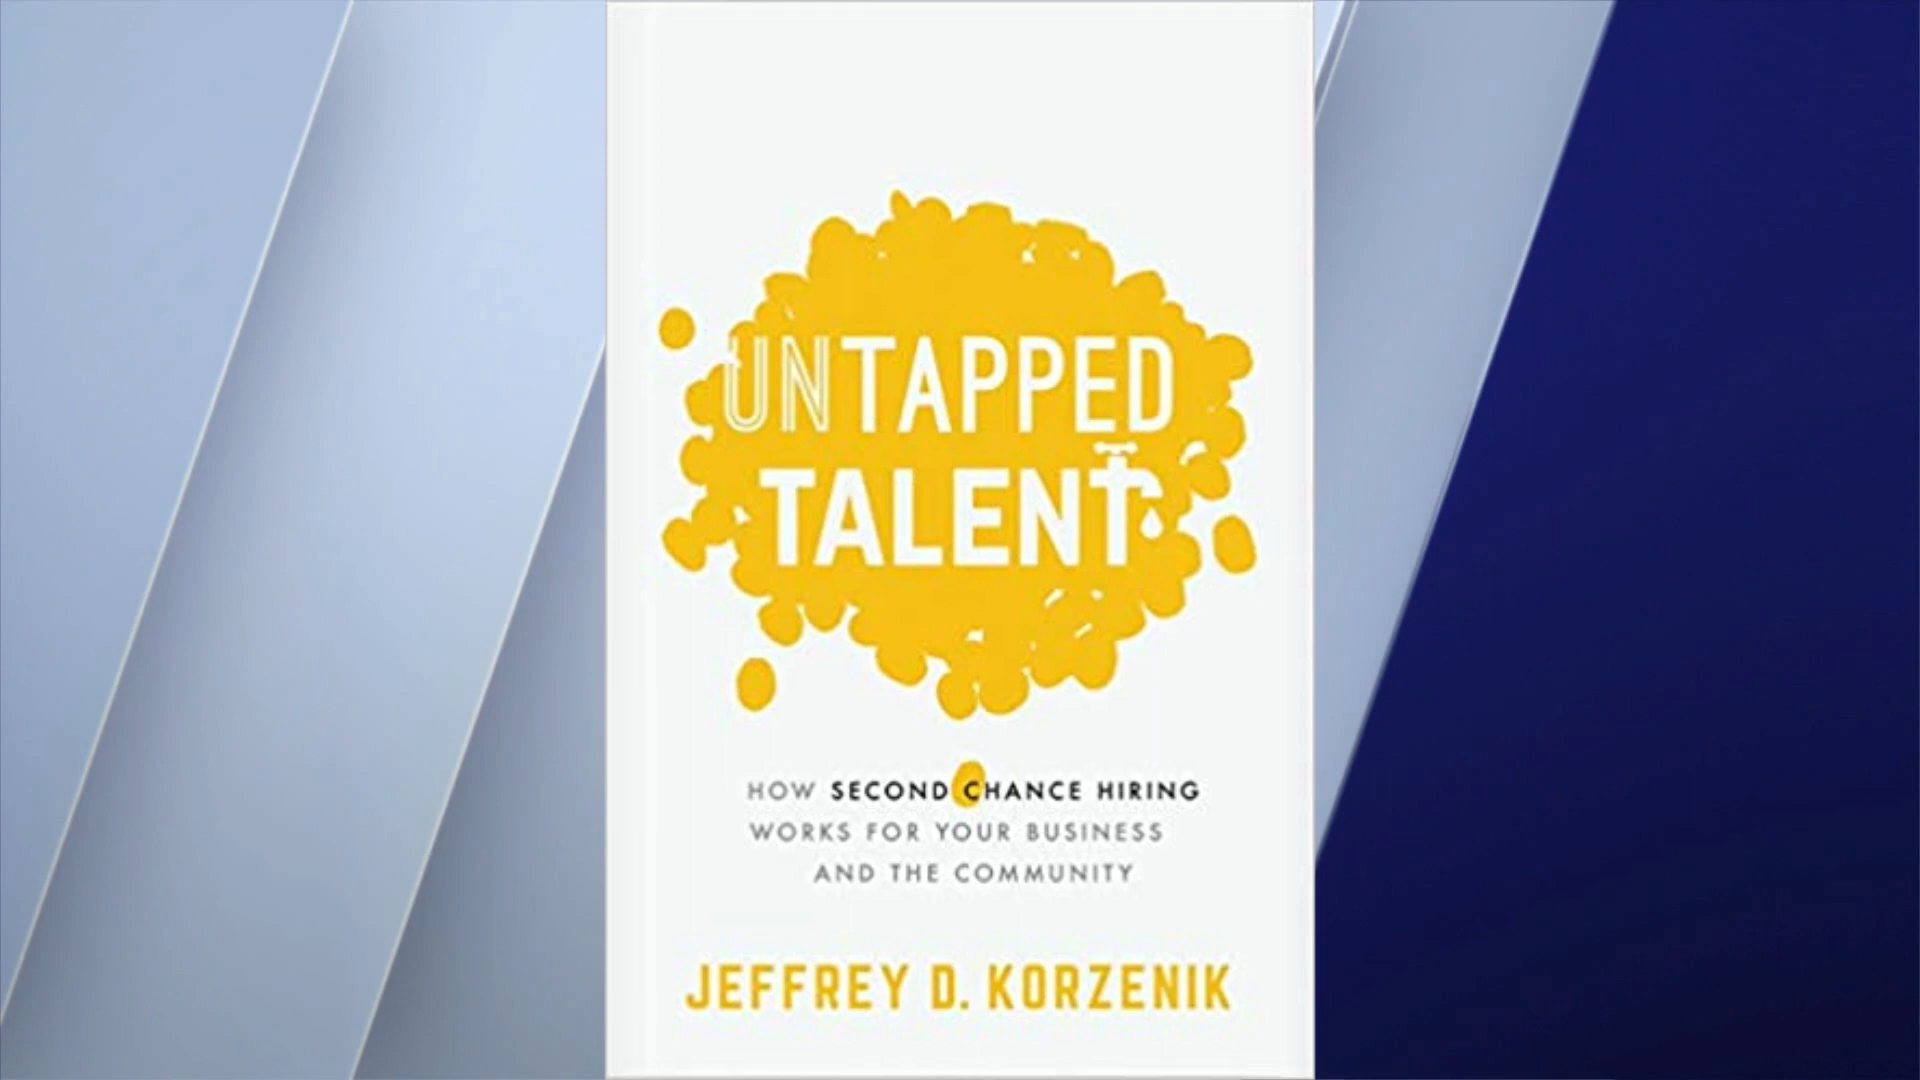 UNTAPPED
TALENT
HOW SECOND CHANCE HIRING
WORKS FOR YOUR BUSINESS
AND THE COMMUNITY
JEFFREY D. KORZENIK